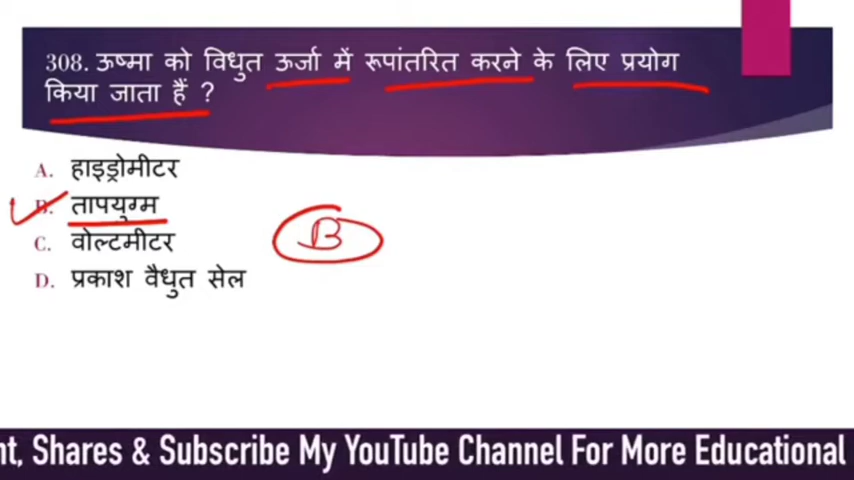 308. ऊष्मा को विधुत ऊर्जा में रूपांतरित करने के लिए प्रयोग
किया जाता हैं ?
A. हाइड्रोमीटर
B. तापयुग्म
B
C. वोल्टमीटर
D. प्रकाश वैधुत सेल
Shares & Subscribe My YouTube Channel For More Educational